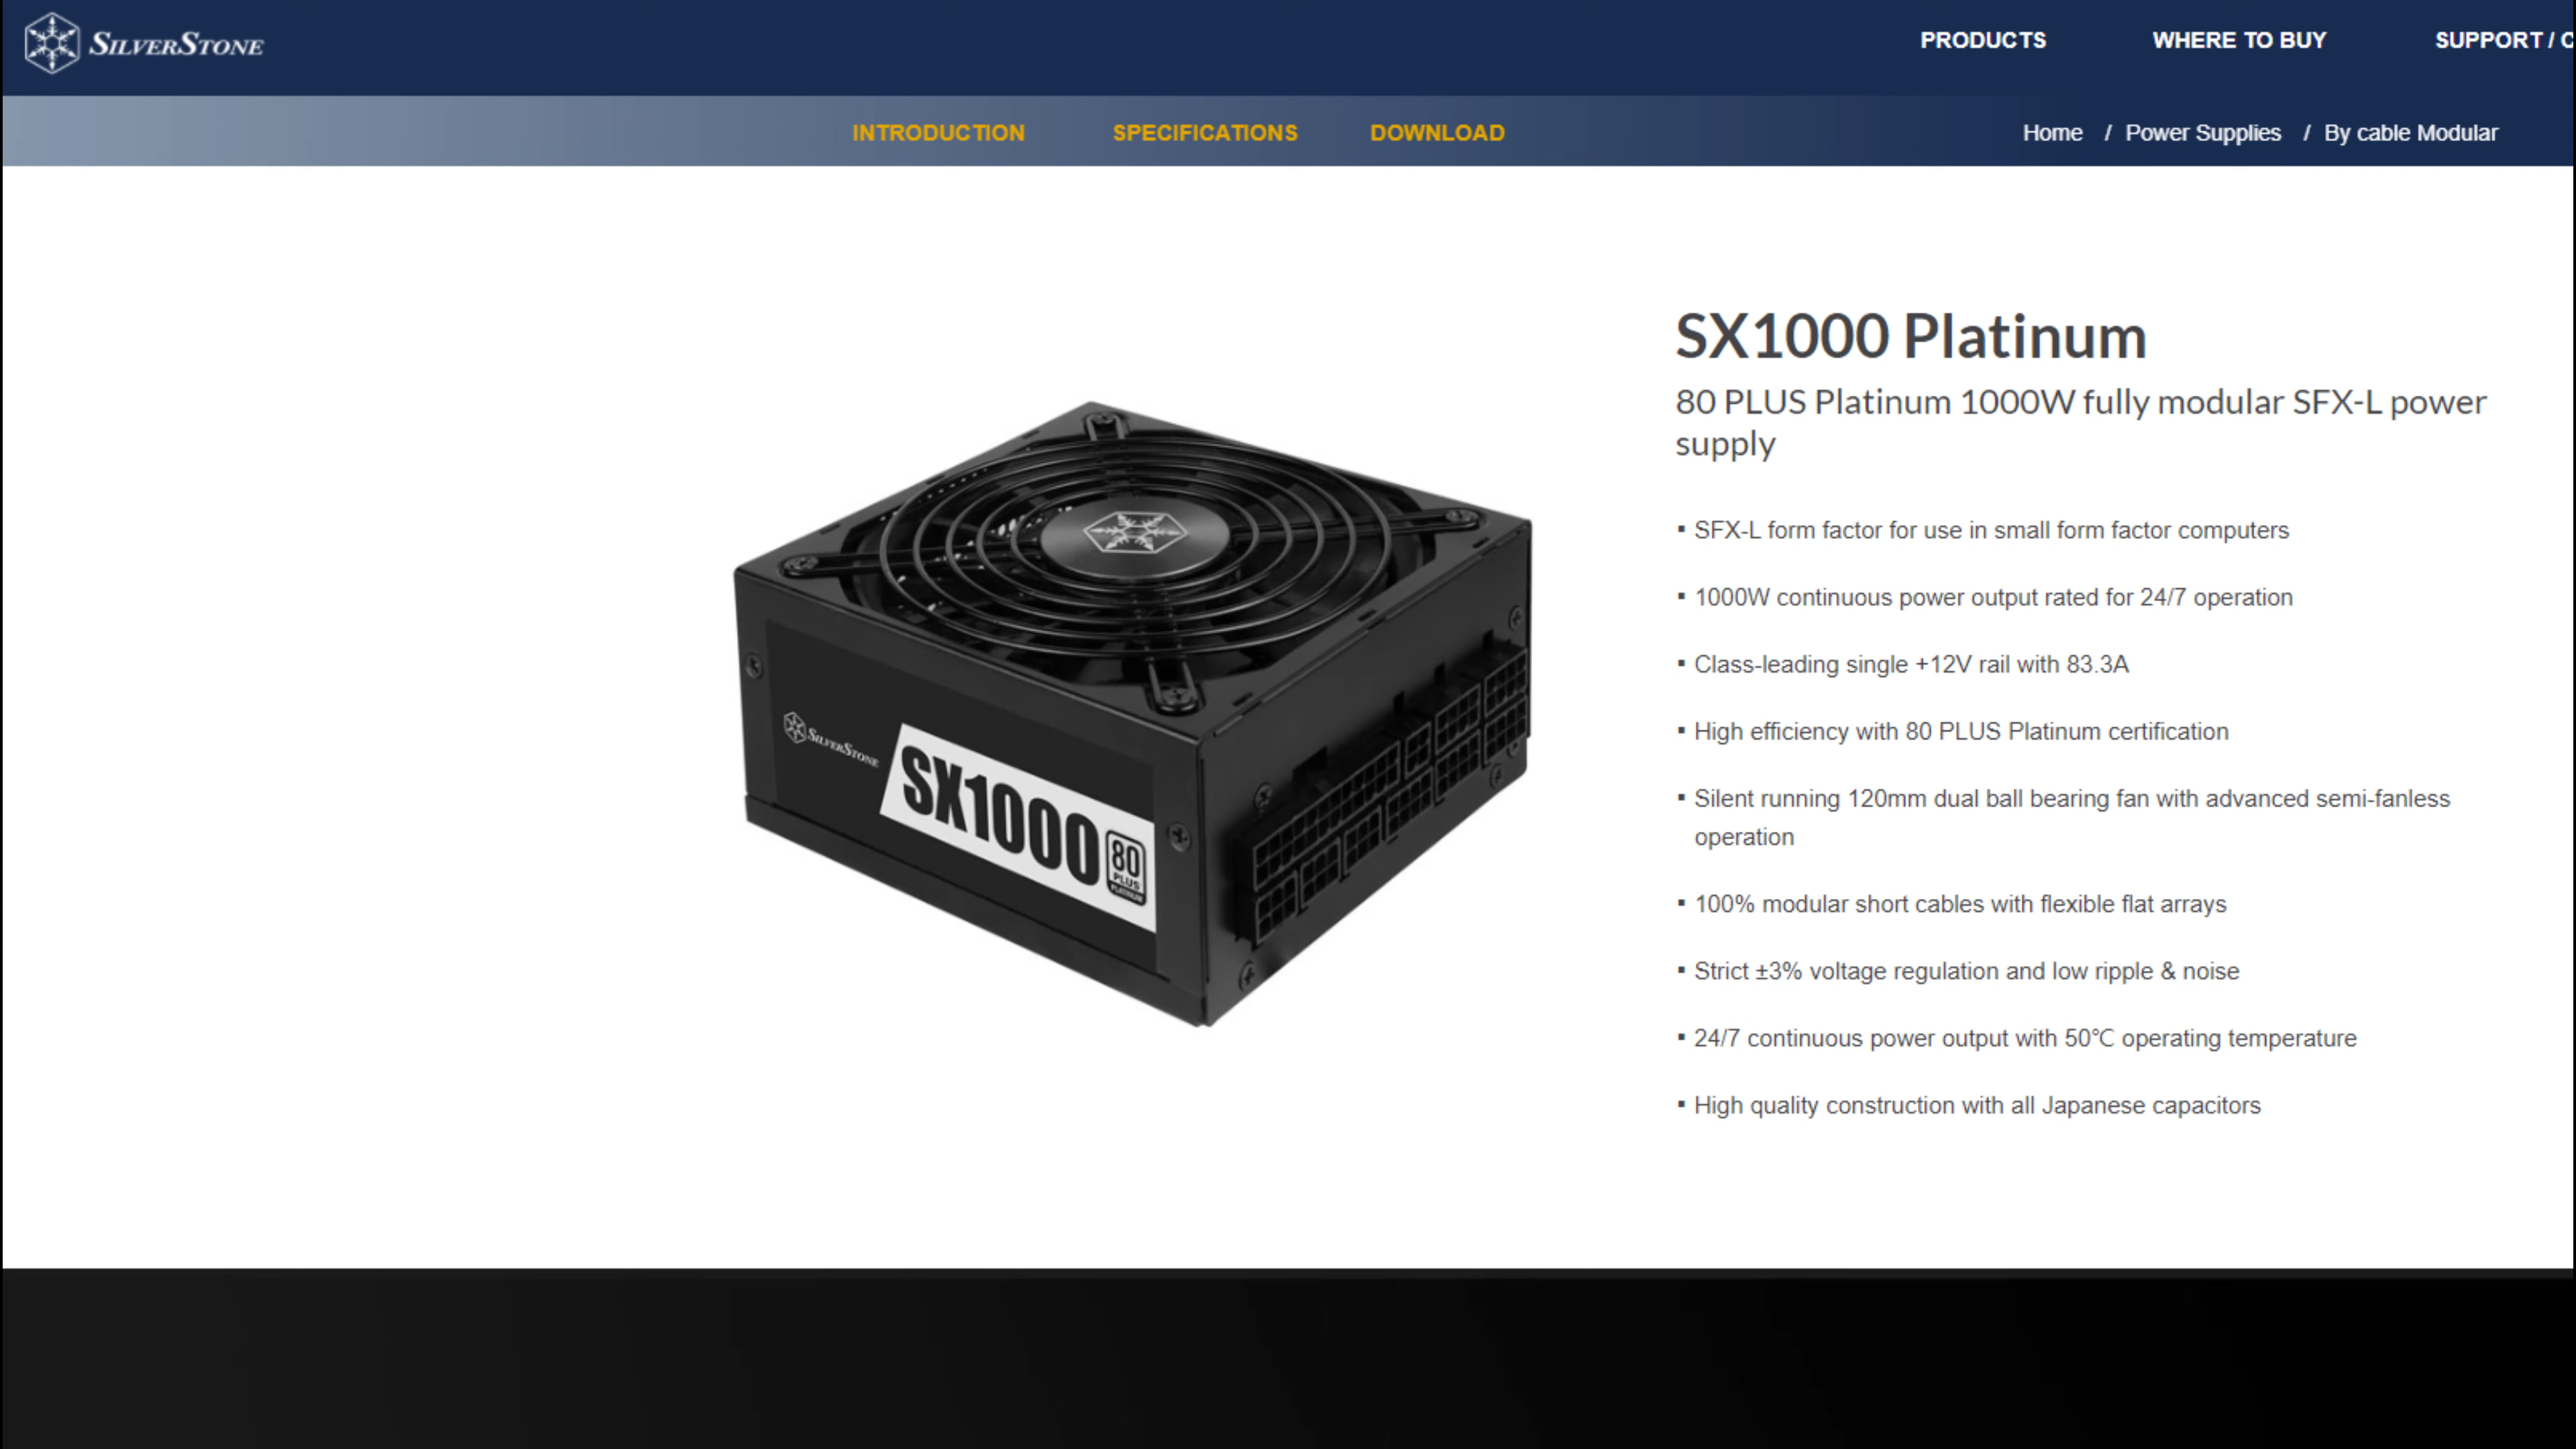 SILVERSTONE
PRODUCTS
WHERE TO BUY
SUPPORT / C
INTRODUCTION
SPECIFICATIONS
DOWNLOAD
Home / Power Supplies / By cable Modular
SX1000 Platinum
80 PLUS Platinum 1000W fully modular SFX-L power
supply
▪ SFX-L form factor for use in small form factor computers
▪ 1000W continuous power output rated for 24/7 operation
▪ Class-leading single +12V rail with 83.3A
▪ High efficiency with 80 PLUS Platinum certification
▪ Silent running 120mm dual ball bearing fan with advanced semi-fanless
operation
▪ 100% modular short cables with flexible flat arrays
▪ Strict ±3% voltage regulation and low ripple & noise
▪ 24/7 continuous power output with 50℃ operating temperature
▪ High quality construction with all Japanese capacitors
SILVERSTONE
SX1000
80
PLUS
PLATINUM